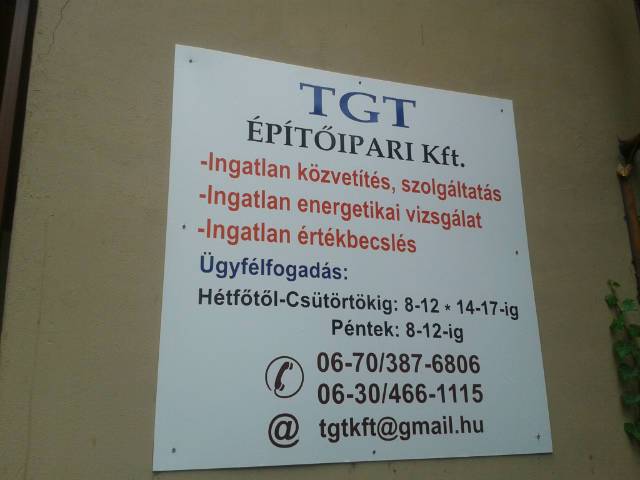 TGT
ÉPÍTŐIPARI Kft.
-Ingatlan közvetítés, szolgáltatás
-Ingatlan energetikai vizsgálat
-Ingatlan értékbecslés
Ügyfélfogadás:
Hétfőtől-Csütörtökig: 8-12 * 14-17-ig
Péntek: 8-12-ig
06-70/387-6806
06-30/466-1115
@ tgtkft@gmail.hu